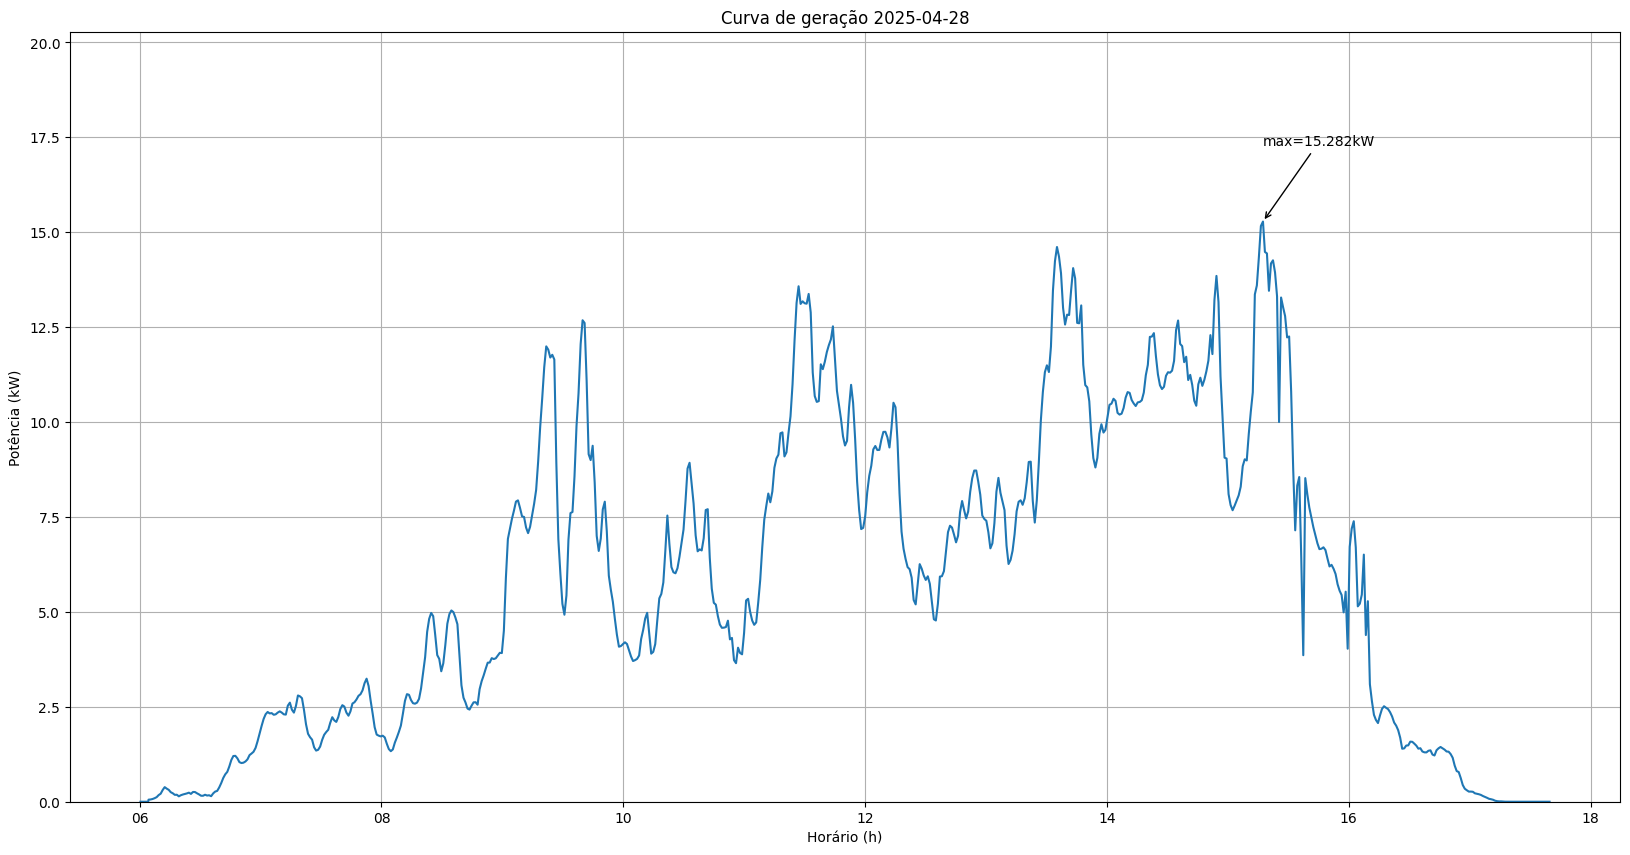 Curva de geração 2025-04-28
20.0
17.5
15.0
12.5
10.0
7.5
5.0
2.5
0.0
Potência (kW)
max=15.282kW
06 08 10 12 14 16 18
Horário (h)